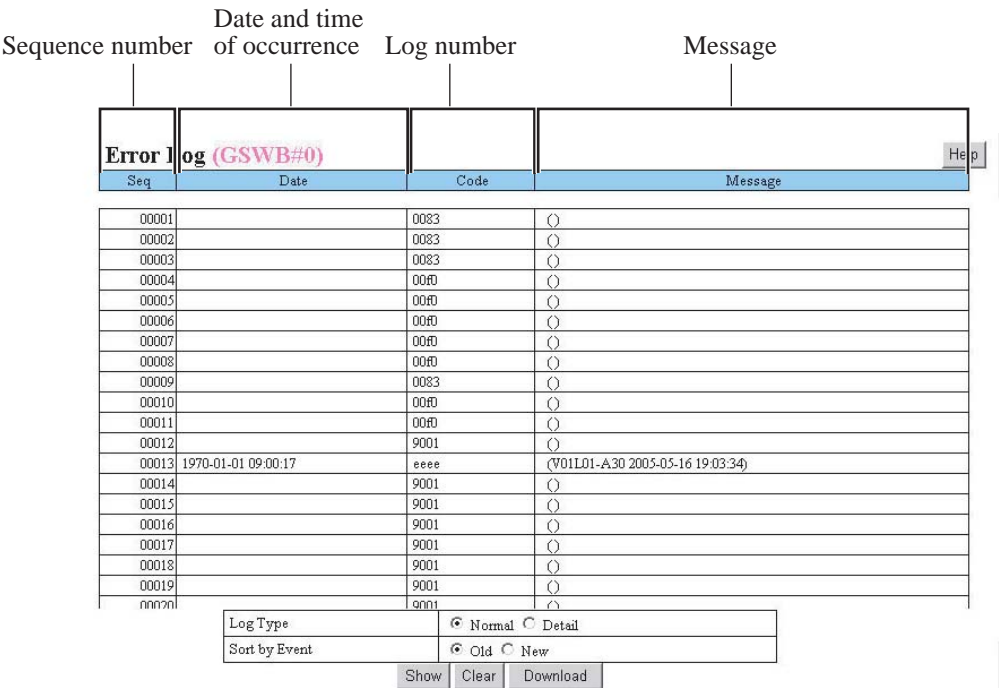 Date and time
Sequence number of occurrence Log number Message
Error Log (GSWB#0)
Help
Seq Date Code Message
00001 0083 ()
00002 0083 ()
00003 0083 ()
00004 00f0 ()
00005 00f0 ()
00006 00f0 ()
00007 00f0 ()
00008 00f0 ()
00009 0083 ()
00010 00f0 ()
00011 00f0 ()
00012 9001 ()
00013 1970-01-01 09:00:17 eeee (V01L01-A30 2005-05-16 19:03:34)
00014 9001 ()
00015 9001 ()
00016 9001 ()
00017 9001 ()
00018 9001 ()
00019 9001 ()
00020 9001 ()
Log Type Normal Detail
Sort by Event Old New
Show Clear Download